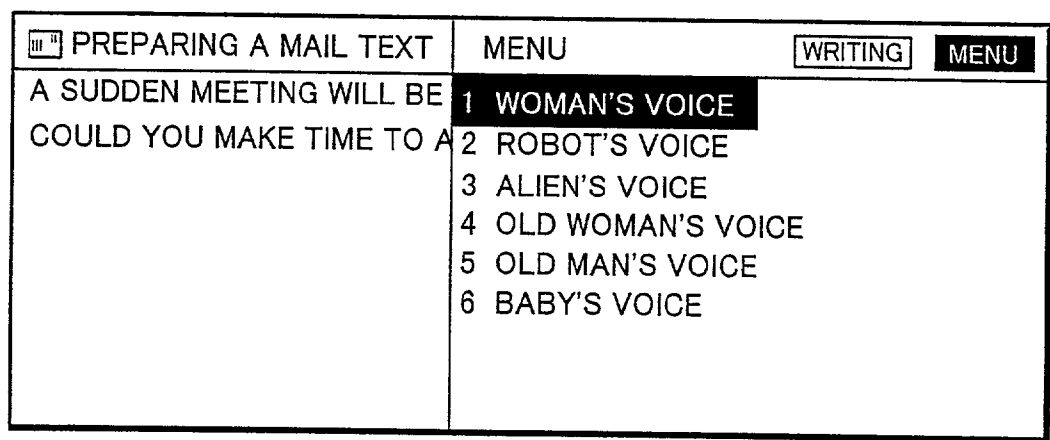 PREPARING A MAIL TEXT
A SUDDEN MEETING WILL BE
COULD YOU MAKE TIME TO A
MENU WRITING MENU
1 WOMAN'S VOICE
2 ROBOT'S VOICE
3 ALIEN'S VOICE
4 OLD WOMAN'S VOICE
5 OLD MAN'S VOICE
6 BABY'S VOICE